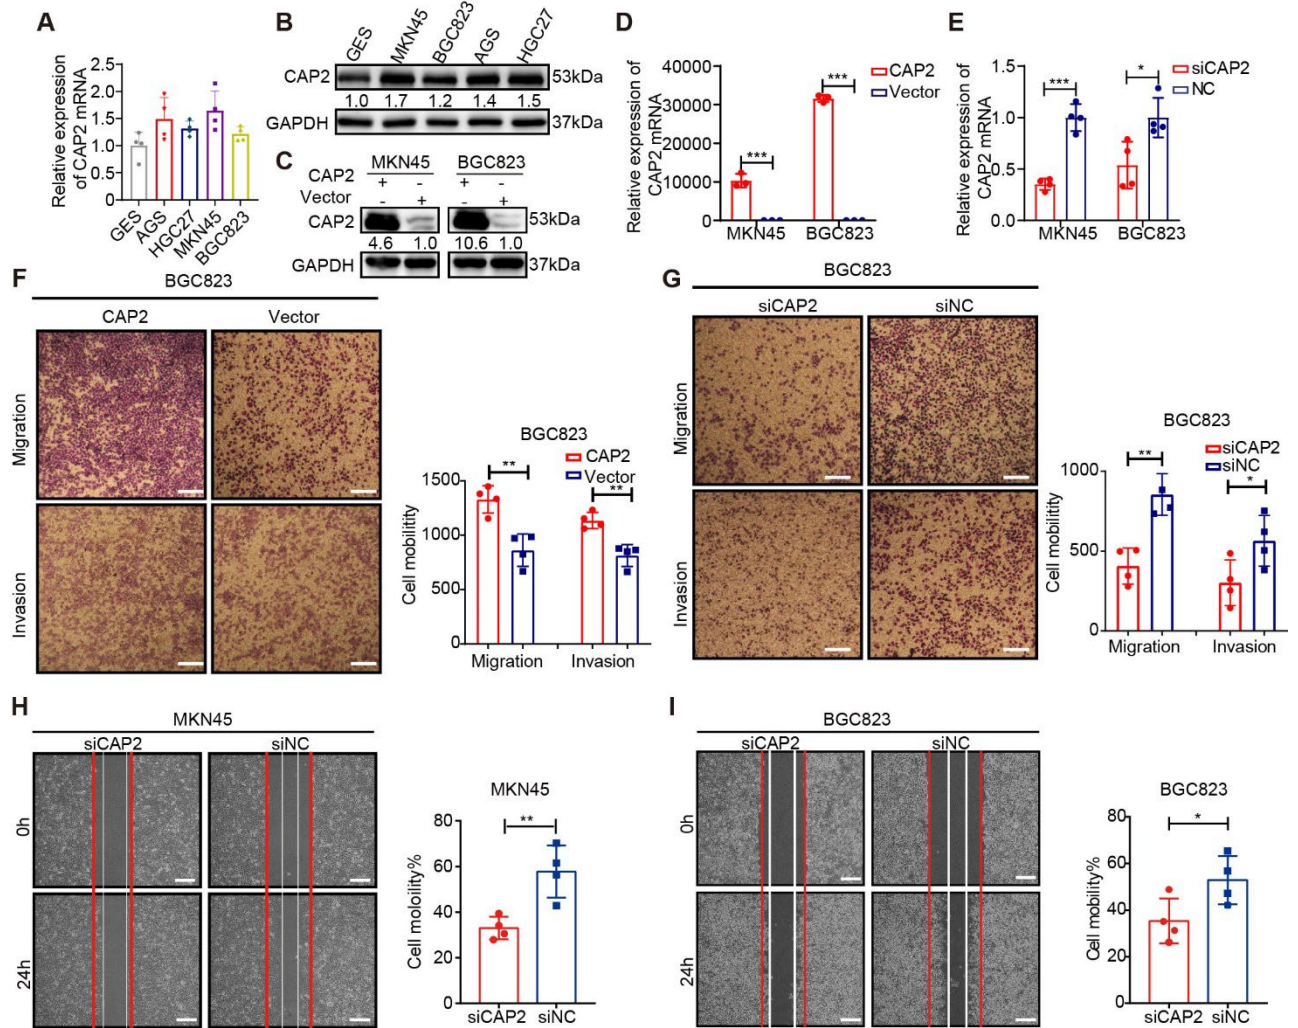 A
Relative expression of CAP2 mRNA
2.5
2.0
1.5
1.0
0.5
0
GES
AGS
HGC27
MKN45
BGC823
B
GES MKN45 BGC823 AGS HGC27
CAP2 53kDa
1.0 1.7 1.2 1.4 1.5
GAPDH 37kDa
C
MKN45 BGC823
CAP2 + - + -
Vector - + - +
CAP2 53kDa
4.6 1.0 10.6 1.0
GAPDH 37kDa
D
Relative expression of CAP2 mRNA
40000
30000
20000
10000
0
*** ***
CAP2
Vector
MKN45 BGC823
E
Relative expression of CAP2 mRNA
1.5
1.0
0.5
0.0
*** *
siCAP2
NC
MKN45 BGC823
F
BGC823
CAP2 Vector
Migration
Invasion
BGC823
CAP2
Vector
** **
Cell mobilitity
1500
1000
500
0
Migration Invasion
G
BGC823
siCAP2 siNC
Migration
Invasion
BGC823
siCAP2
siNC
** *
Cell mobilitity
1000
500
0
Migration Invasion
H
MKN45
siCAP2 siNC
0h
24h
MKN45
**
Cell moloility%
80
60
40
20
0
siCAP2 siNC
I
BGC823
siCAP2 siNC
0h
24h
BGC823
*
Cell mobility%
80
60
40
20
0
siCAP2 siNC